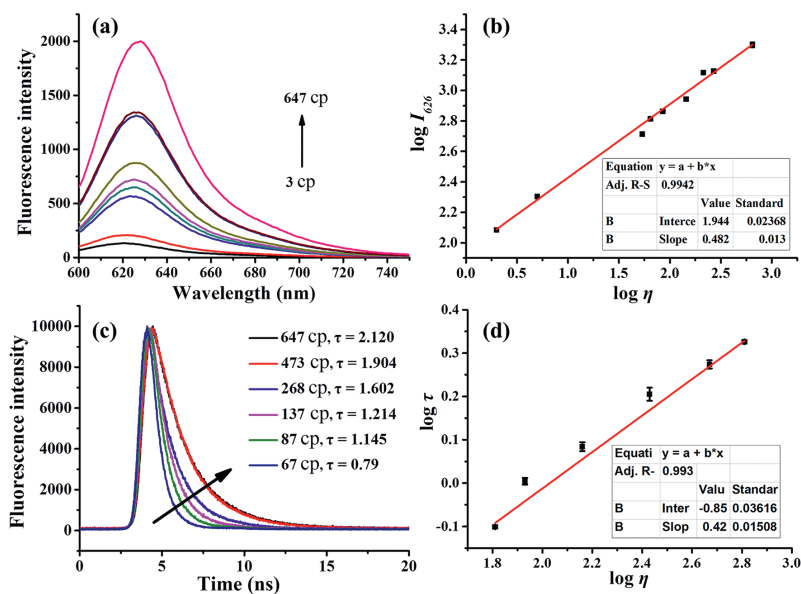 (a)
Fluorescence intensity
2000
1500
1000
500
0
647 cp
3 cp
600 620 640 660 680 700 720 740
Wavelength (nm)
(b)
log I626
3.4
3.2
3.0
2.8
2.6
2.4
2.2
2.0
Equation y = a + b*x
Adj. R-S 0.9942
Value Standard
B Interce 1.944 0.02368
B Slope 0.482 0.013
0.0 0.5 1.0 1.5 2.0 2.5 3.0
log η
(c)
Fluorescence intensity
10000
8000
6000
4000
2000
0
647 cp, τ = 2.120
473 cp, τ = 1.904
268 cp, τ = 1.602
137 cp, τ = 1.214
87 cp, τ = 1.145
67 cp, τ = 0.79
0 5 10 15 20
Time (ns)
(d)
log τ
0.4
0.3
0.2
0.1
0.0
-0.1
Equati y = a + b*x
Adj. R- 0.993
Valu Standar
B Inter -0.85 0.03616
B Slop 0.42 0.01508
1.8 2.0 2.2 2.4 2.6 2.8 3.0
log η